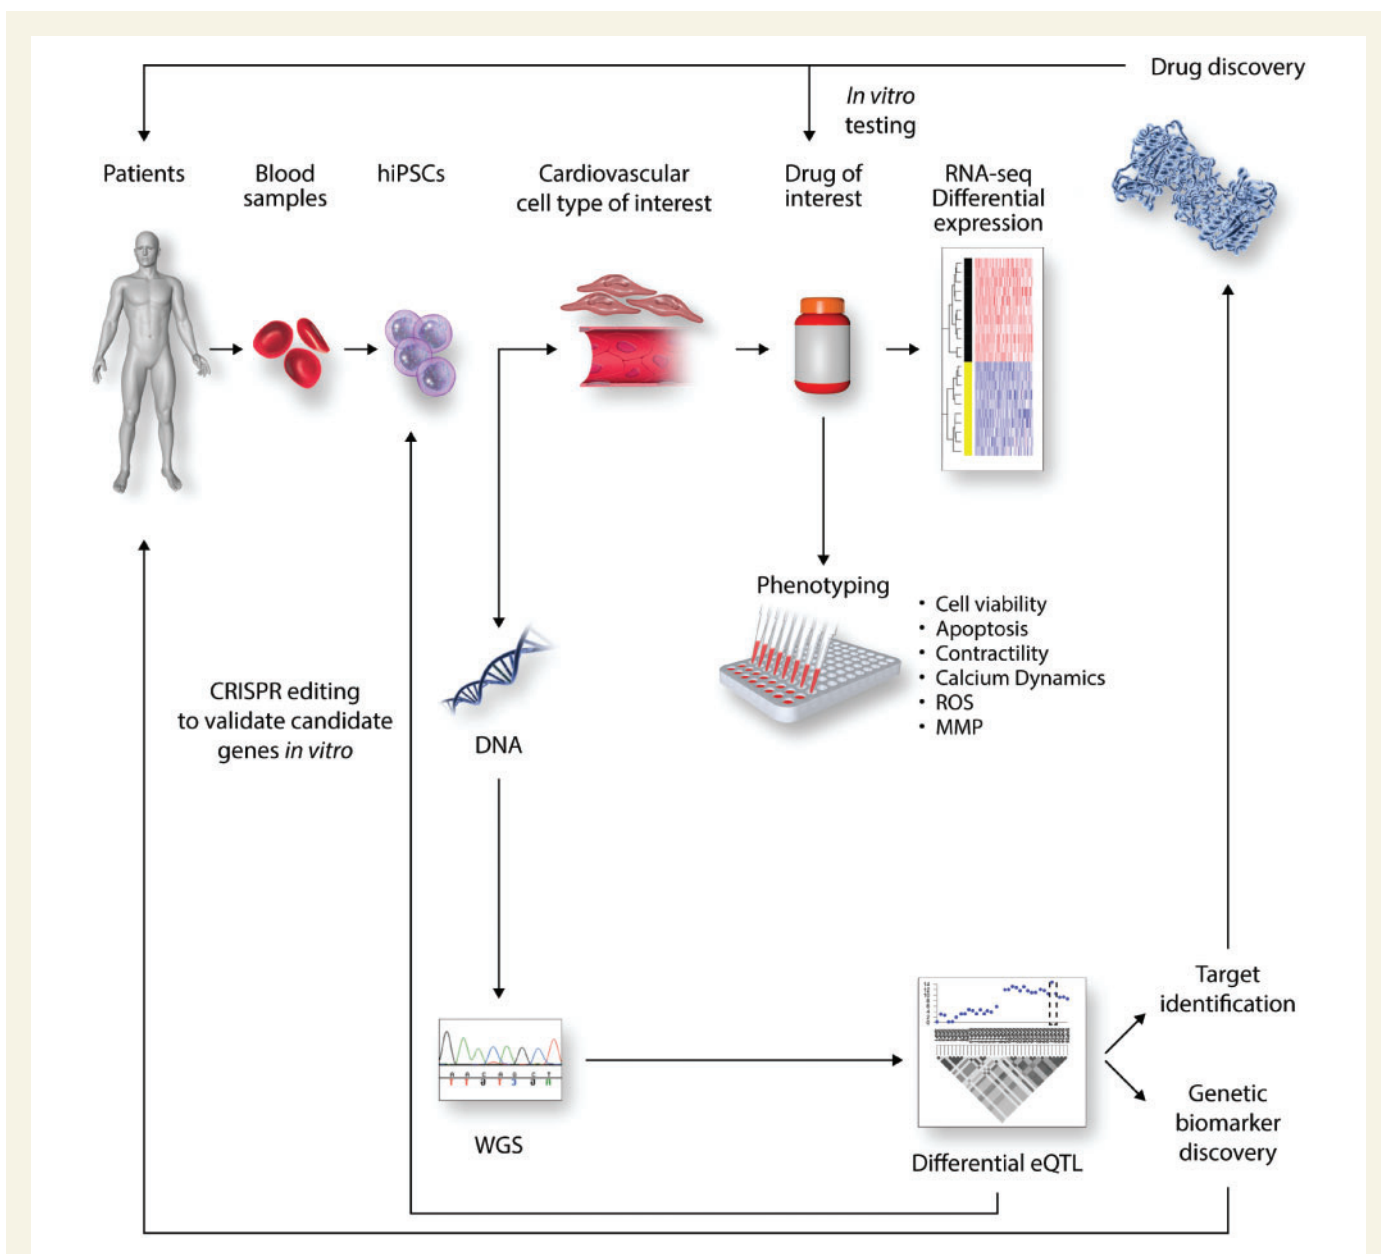 Drug discovery
In vitro
testing
Patients
Blood
samples
hiPSCs
Cardiovascular
cell type of interest
Drug of
interest
RNA-seq
Differential
expression
Phenotyping
• Cell viability
• Apoptosis
• Contractility
• Calcium Dynamics
• ROS
• MMP
CRISPR editing
to validate candidate
genes in vitro
DNA
Target
identification
WGS
Differential eQTL
Genetic
biomarker
discovery